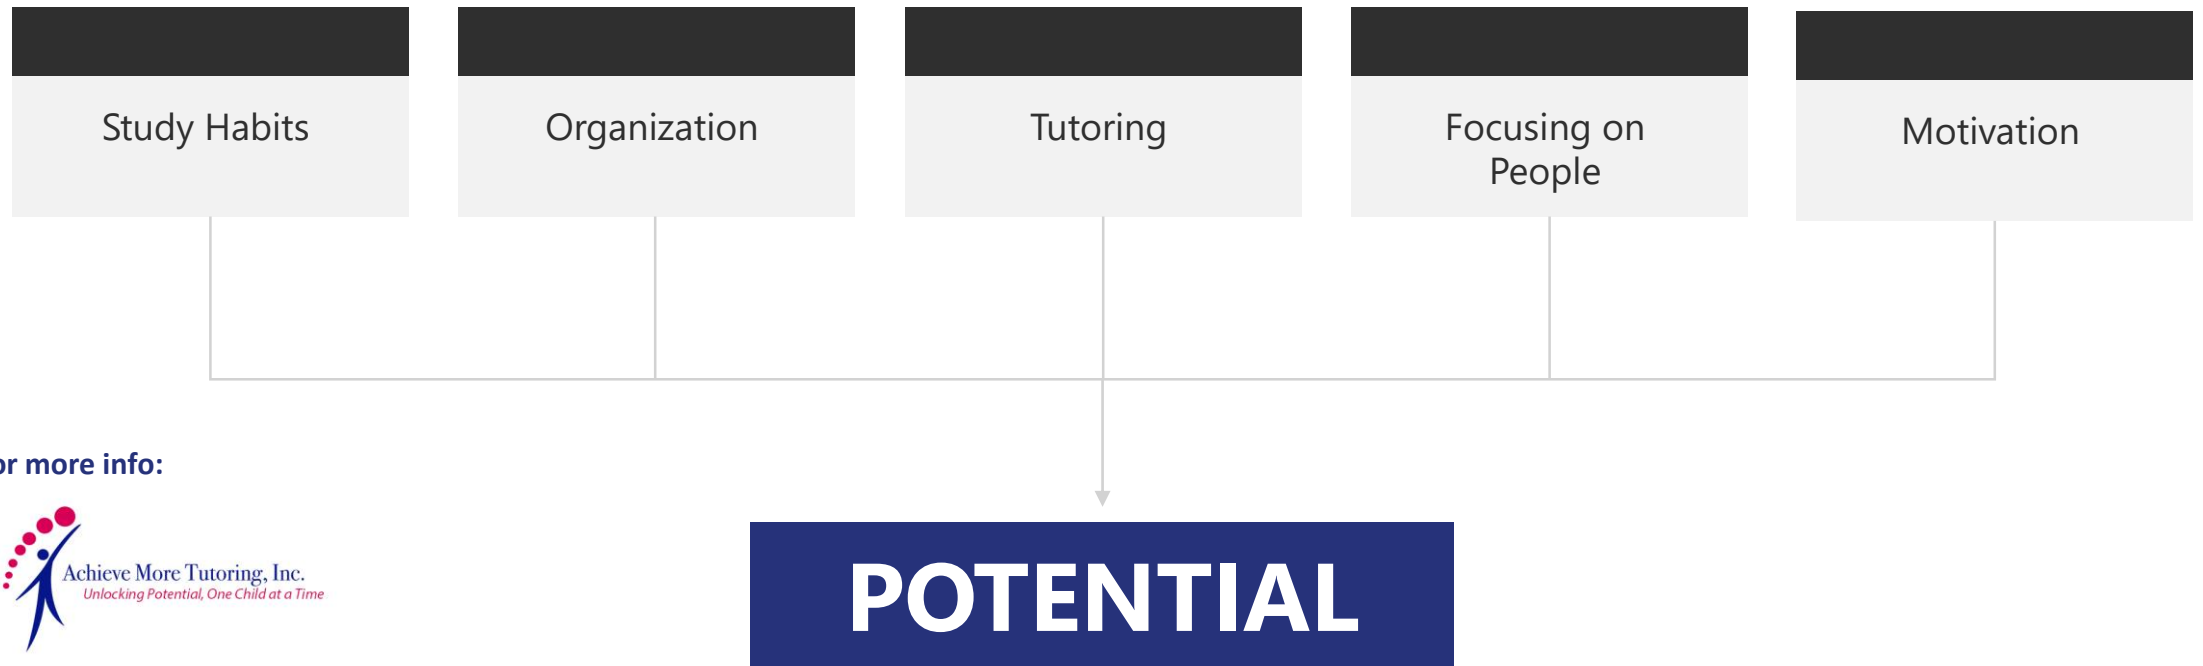 Study Habits
Organization
Tutoring
Focusing on
People
Motivation
or more info:
Achieve More Tutoring, Inc.
Unlocking Potential, One Child at a Time
POTENTIAL